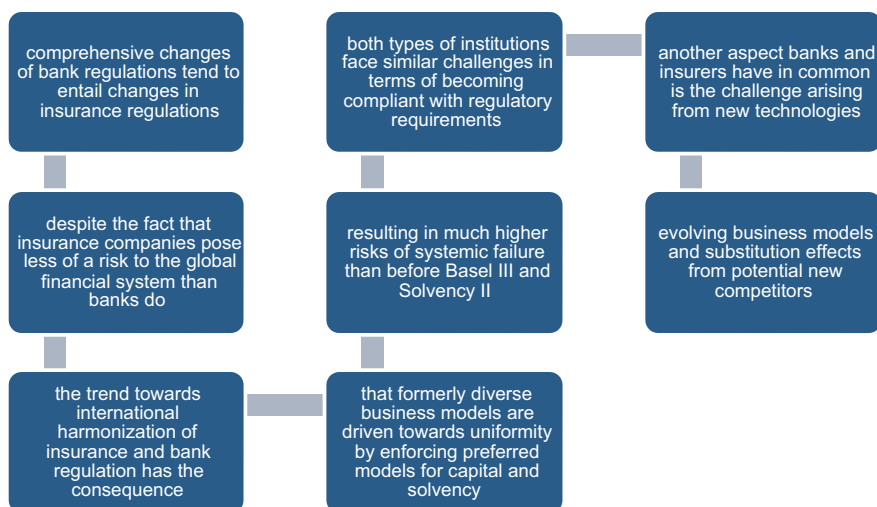 comprehensive changes
of bank regulations tend to
entail changes in
insurance regulations
despite the fact that
insurance companies pose
less of a risk to the global
financial system than
banks do
the trend towards
international
harmonization of
insurance and bank
regulation has the
consequence
that formerly diverse
business models are
driven towards uniformity
by enforcing preferred
models for capital and
solvency
resulting in much higher
risks of systemic failure
than before Basel III and
Solvency II
both types of institutions
face similar challenges in
terms of becoming
compliant with regulatory
requirements
another aspect banks and
insurers have in common
is the challenge arising
from new technologies
evolving business models
and substitution effects
from potential new
competitors